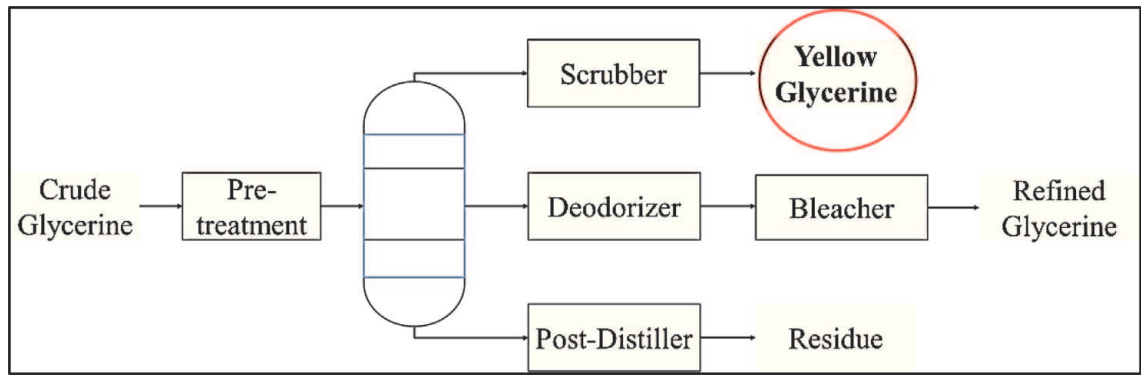 Scrubber
Yellow
Glycerine
Crude
Glycerine
Pre-
treatment
Deodorizer
Bleacher
Refined
Glycerine
Post-Distiller
Residue